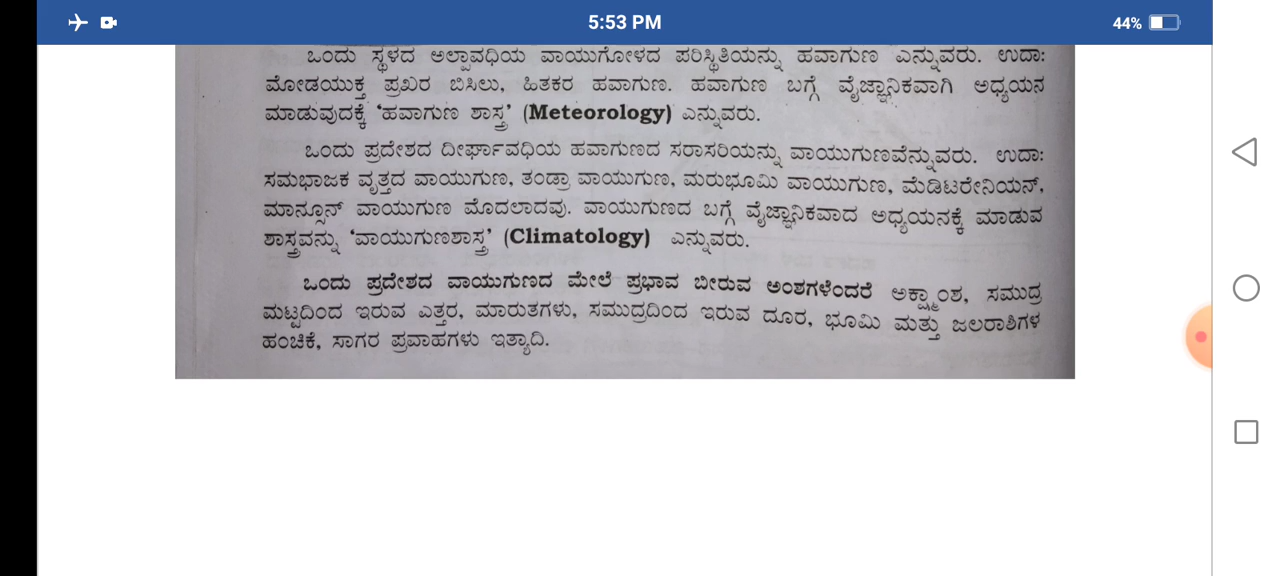 5:53 PM
44%
ಒಂದು ಸ್ಥಳದ ಅಲ್ಪಾವಧಿಯ ವಾಯುಗೋಳದ ಪರಿಸ್ಥಿತಿಯನ್ನು ಹವಾಗುಣ ಎನ್ನುವರು. ಉದಾ:
ಮೋಡಯುಕ್ತ ಪ್ರಖರ ಬಿಸಿಲು, ಹಿತಕರ ಹವಾಗುಣ. ಹವಾಗುಣ ಬಗ್ಗೆ ವೈಜ್ಞಾನಿಕವಾಗಿ ಅಧ್ಯಯನ
ಮಾಡುವುದಕ್ಕೆ ‘ಹವಾಗುಣ ಶಾಸ್ತ್ರ’ (Meteorology) ಎನ್ನುವರು.
ಒಂದು ಪ್ರದೇಶದ ದೀರ್ಘಾವಧಿಯ ಹವಾಗುಣದ ಸರಾಸರಿಯನ್ನು ವಾಯುಗುಣವೆನ್ನುವರು. ಉದಾ:
ಸಮಭಾಜಕ ವೃತ್ತದ ವಾಯುಗುಣ, ತಂಡ್ರಾ ವಾಯುಗುಣ, ಮರುಭೂಮಿ ವಾಯುಗುಣ, ಮೆಡಿಟರೇನಿಯನ್,
ಮಾನ್ಸೂನ್ ವಾಯುಗುಣ ಮೊದಲಾದವು. ವಾಯುಗುಣದ ಬಗ್ಗೆ ವೈಜ್ಞಾನಿಕವಾದ ಅಧ್ಯಯನಕ್ಕೆ ಮಾಡುವ
ಶಾಸ್ತ್ರವನ್ನು ‘ವಾಯುಗುಣಶಾಸ್ತ್ರ’ (Climatology) ಎನ್ನುವರು.
ಒಂದು ಪ್ರದೇಶದ ವಾಯುಗುಣದ ಮೇಲೆ ಪ್ರಭಾವ ಬೀರುವ ಅಂಶಗಳೆಂದರೆ ಅಕ್ಷ್ಮಾಂಶ, ಸಮುದ್ರ
ಮಟ್ಟದಿಂದ ಇರುವ ಎತ್ತರ, ಮಾರುತಗಳು, ಸಮುದ್ರದಿಂದ ಇರುವ ದೂರ, ಭೂಮಿ ಮತ್ತು ಜಲರಾಶಿಗಳ
ಹಂಚಿಕೆ, ಸಾಗರ ಪ್ರವಾಹಗಳು ಇತ್ಯಾದಿ.